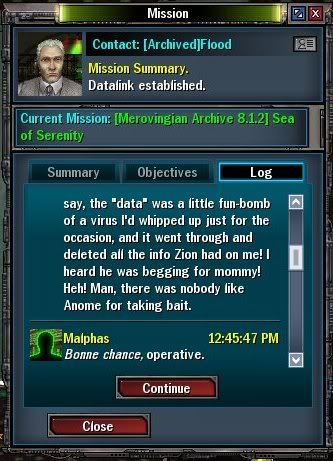 Mission
Contact: [Archived]Flood
Mission Summary.
Datalink established.
Current Mission: [Merovingian Archive 8.1.2] Sea
of Serenity
Summary
Objectives
Log
say, the "data" was a little fun-bomb
of a virus I'd whipped up just for the
occasion, and it went through and
deleted all the info Zion had on me! I
heard he was begging for mommy!
Heh! Man, there was nobody like
Anome for taking bait.
Malphas 12:45:47 PM
Bonne chance, operative.
Continue
Close